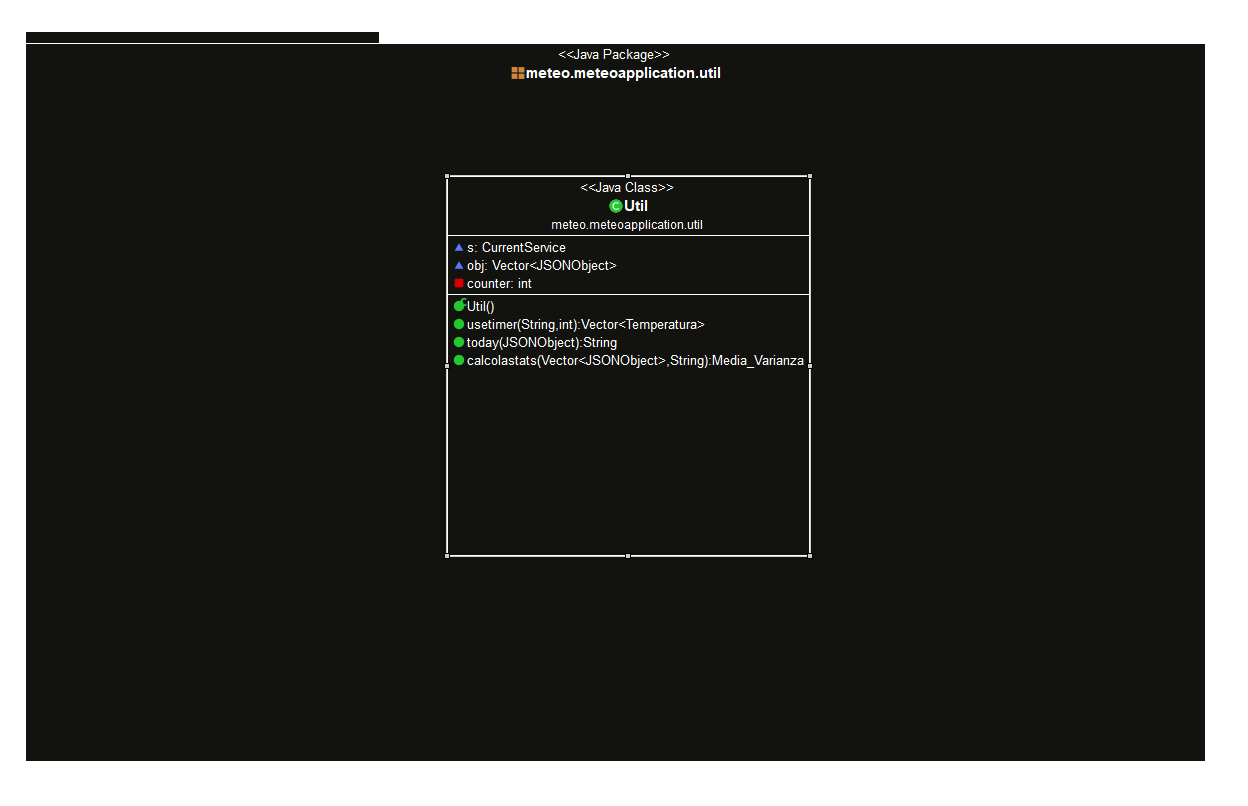 <<Java Package>>
meteo.meteoapplication.util
<<Java Class>>
C Util
meteo.meteoapplication.util
s: CurrentService
obj: Vector<JSONObject>
counter: int
Util()
usetimer(String,int):Vector<Temperatura>
today(JSONObject):String
calcolastats(Vector<JSONObject>,String):Media_Varianza